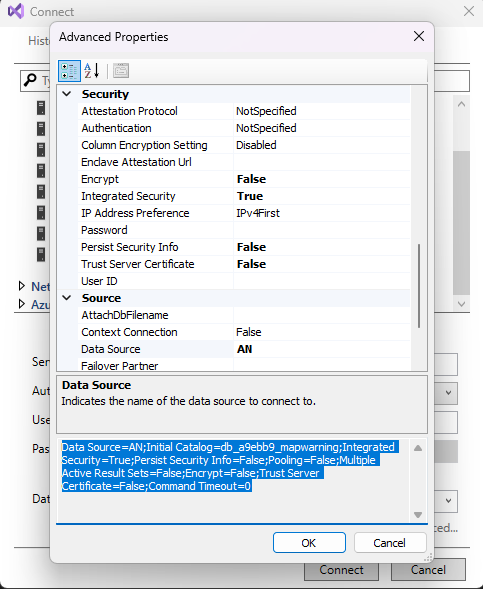 Connect
Hist
Advanced Properties
Ty
Security
Attestation Protocol NotSpecified
Authentication NotSpecified
Column Encryption Setting Disabled
Enclave Attestation Url
Encrypt False
Integrated Security True
IP Address Preference IPv4First
Password
Persist Security Info False
Trust Server Certificate False
User ID
Net
Source
Azu
AttachDbFilename
Context Connection False
Data Source AN
Failover Partner
Ser
Data Source
Aut
Indicates the name of the data source to connect to.
Use
Pas
Data Source=AN;Initial Catalog=db_a9ebb9_mapwarning;Integrated
Security=True;Persist Security Info=False;Pooling=False;Multiple
Active Result Sets=False;Encrypt=False;Trust Server
Certificate=False;Command Timeout=0
Dat
ced...
OK Cancel
Connect Cancel